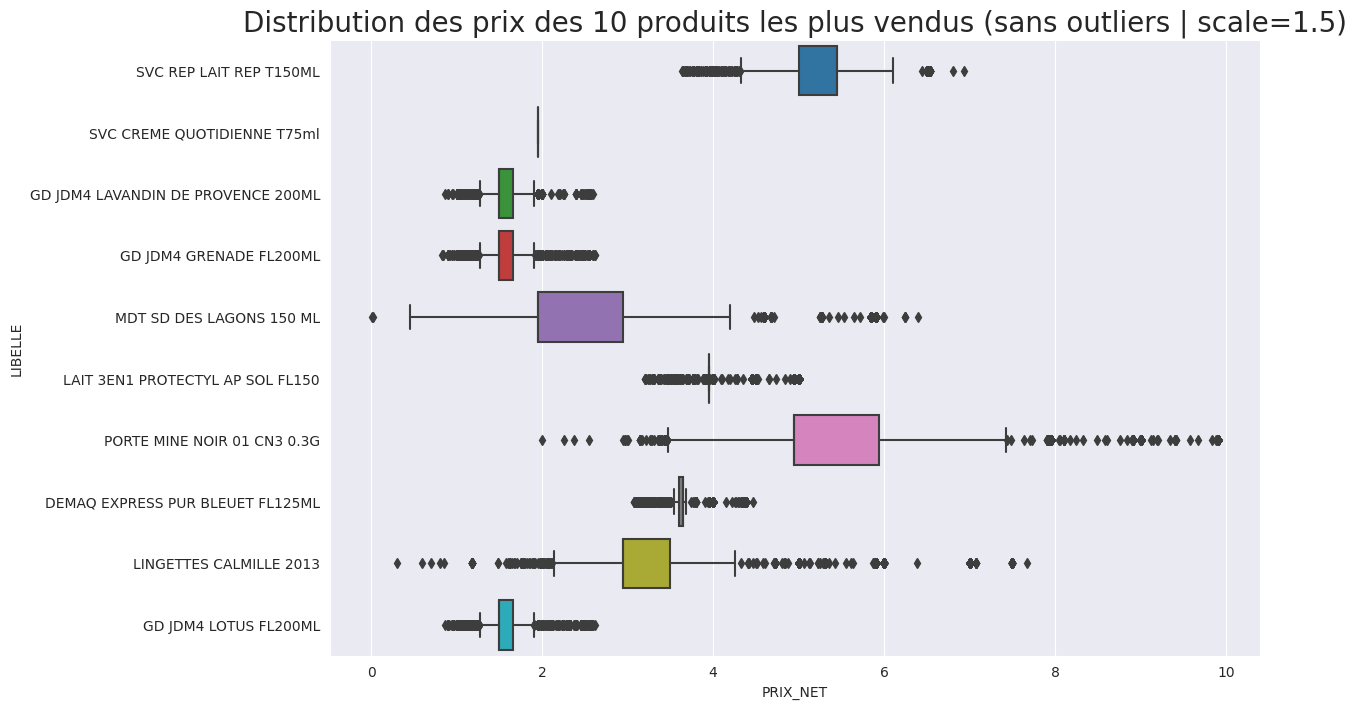 Distribution des prix des 10 produits les plus vendus (sans outliers | scale=1.5)
LIBELLE
SVC REP LAIT REP T150ML
SVC CREME QUOTIDIENNE T75ml
GD JDM4 LAVANDIN DE PROVENCE 200ML
GD JDM4 GRENADE FL200ML
MDT SD DES LAGONS 150 ML
LAIT 3EN1 PROTECTYL AP SOL FL150
PORTE MINE NOIR 01 CN3 0.3G
DEMAQ EXPRESS PUR BLEUET FL125ML
LINGETTES CALMILLE 2013
GD JDM4 LOTUS FL200ML
0 2 4 6 8 10
PRIX_NET